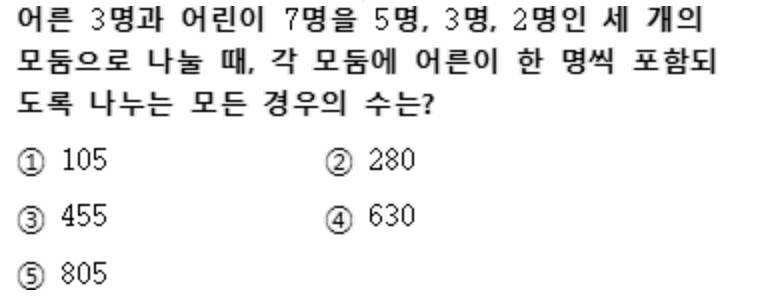 어른 3명과 어린이 7명을 5명, 3명, 2명인 세 개의
모둠으로 나눌 때, 각 모둠에 어른이 한 명씩 포함되
도록 나누는 모든 경우의 수는?
① 105 ② 280
③ 455 ④ 630
⑤ 805